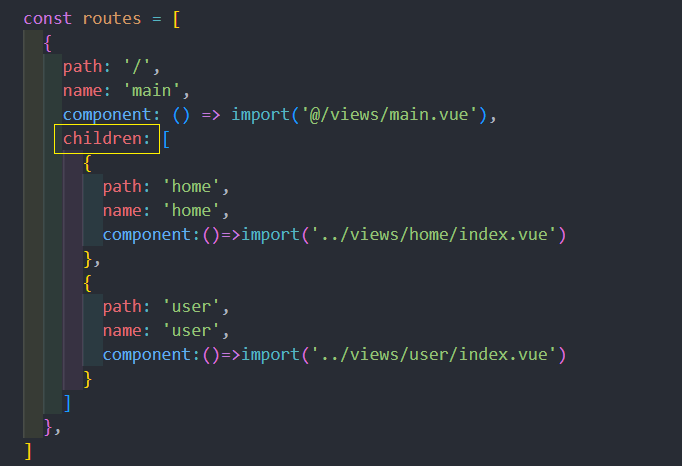 const routes = [
  {
    path: '/',
    name: 'main',
    component: () => import('@/views/main.vue'),
    children: [
      {
        path: 'home',
        name: 'home',
        component:()=>import('../views/home/index.vue')
      },
      {
        path: 'user',
        name: 'user',
        component:()=>import('../views/user/index.vue')
      }
    ]
  },
]